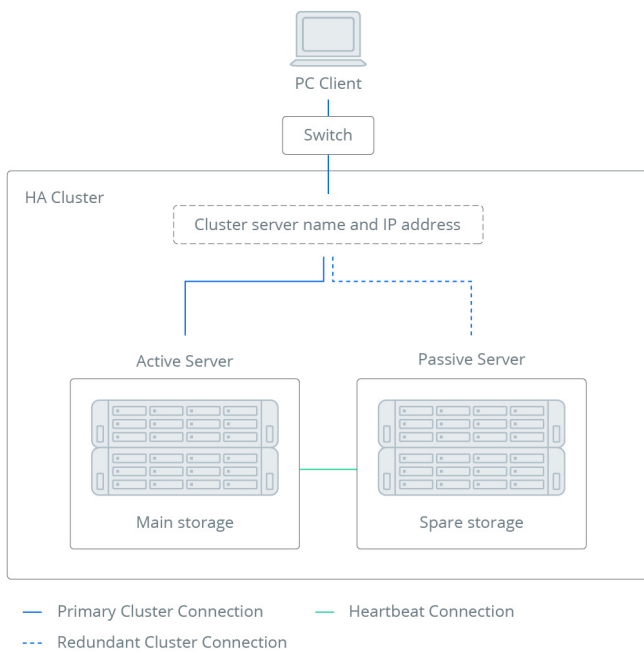 PC Client
Switch
HA Cluster
Cluster server name and IP address
Active Server
Passive Server
Main storage
Spare storage
Primary Cluster Connection
Heartbeat Connection
Redundant Cluster Connection